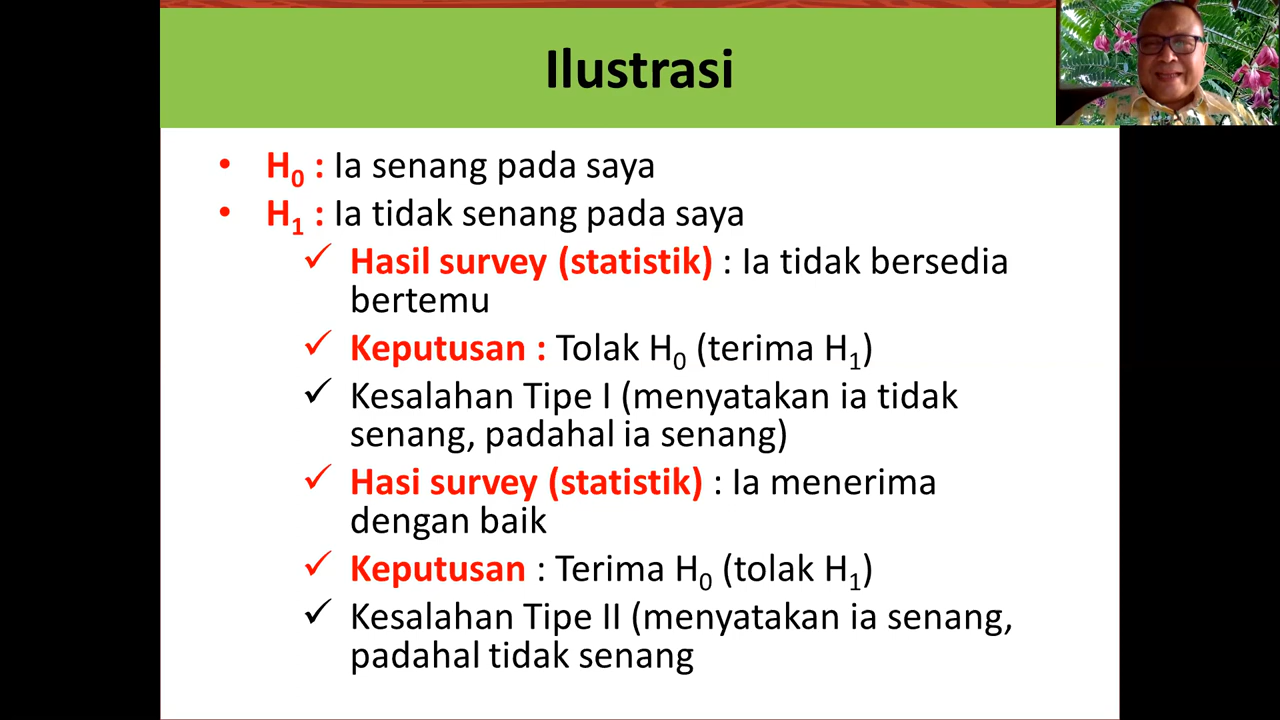 Ilustrasi
• H₀ : Ia senang pada saya
• H₁ : Ia tidak senang pada saya
✓ Hasil survey (statistik) : Ia tidak bersedia
bertemu
✓ Keputusan : Tolak H₀ (terima H₁)
✓ Kesalahan Tipe I (menyatakan ia tidak
senang, padahal ia senang)
✓ Hasi survey (statistik) : Ia menerima
dengan baik
✓ Keputusan : Terima H₀ (tolak H₁)
✓ Kesalahan Tipe II (menyatakan ia senang,
padahal tidak senang